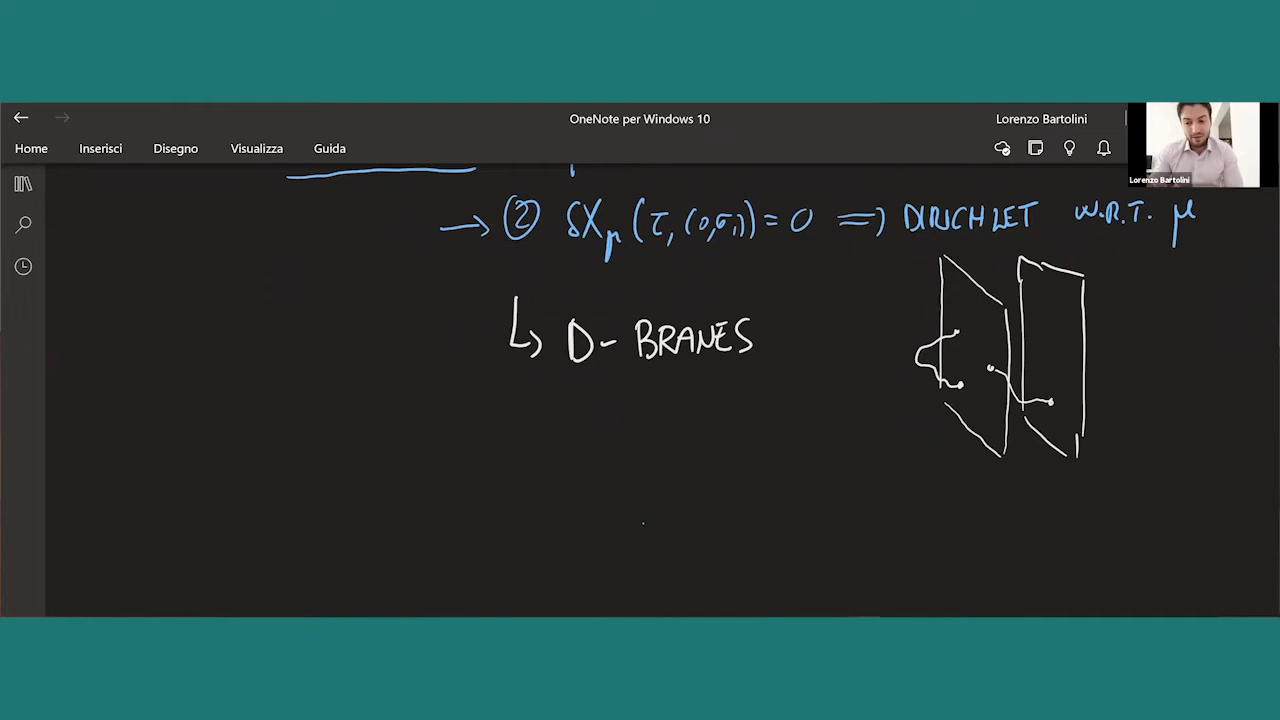 OneNote per Windows 10
Lorenzo Bartolini
Home Inserisci Disegno Visualizza Guida
Lorenzo Bartolini
→ ② δX_μ(τ, (0,σ_1)) = 0 ⇒ DIRICHLET W.R.T. μ
↳ D- BRANES